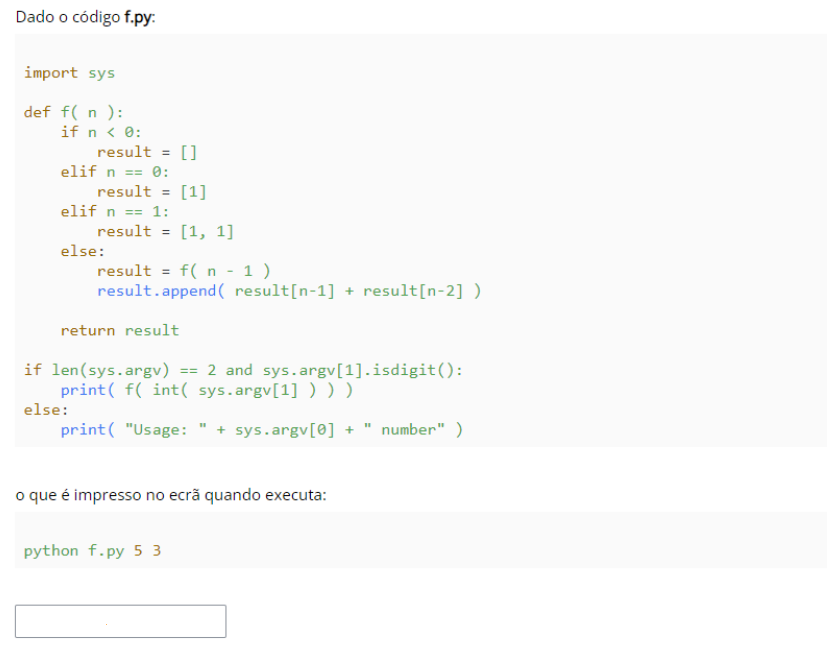 Dado o código f.py:
import sys
def f( n ):
    if n < 0:
        result = []
    elif n == 0:
        result = [1]
    elif n == 1:
        result = [1, 1]
    else:
        result = f( n - 1 )
        result.append( result[n-1] + result[n-2] )
    return result
if len(sys.argv) == 2 and sys.argv[1].isdigit():
    print( f( int( sys.argv[1] ) ) )
else:
    print( "Usage: " + sys.argv[0] + " number" )
o que é impresso no ecrã quando executa:
python f.py 5 3